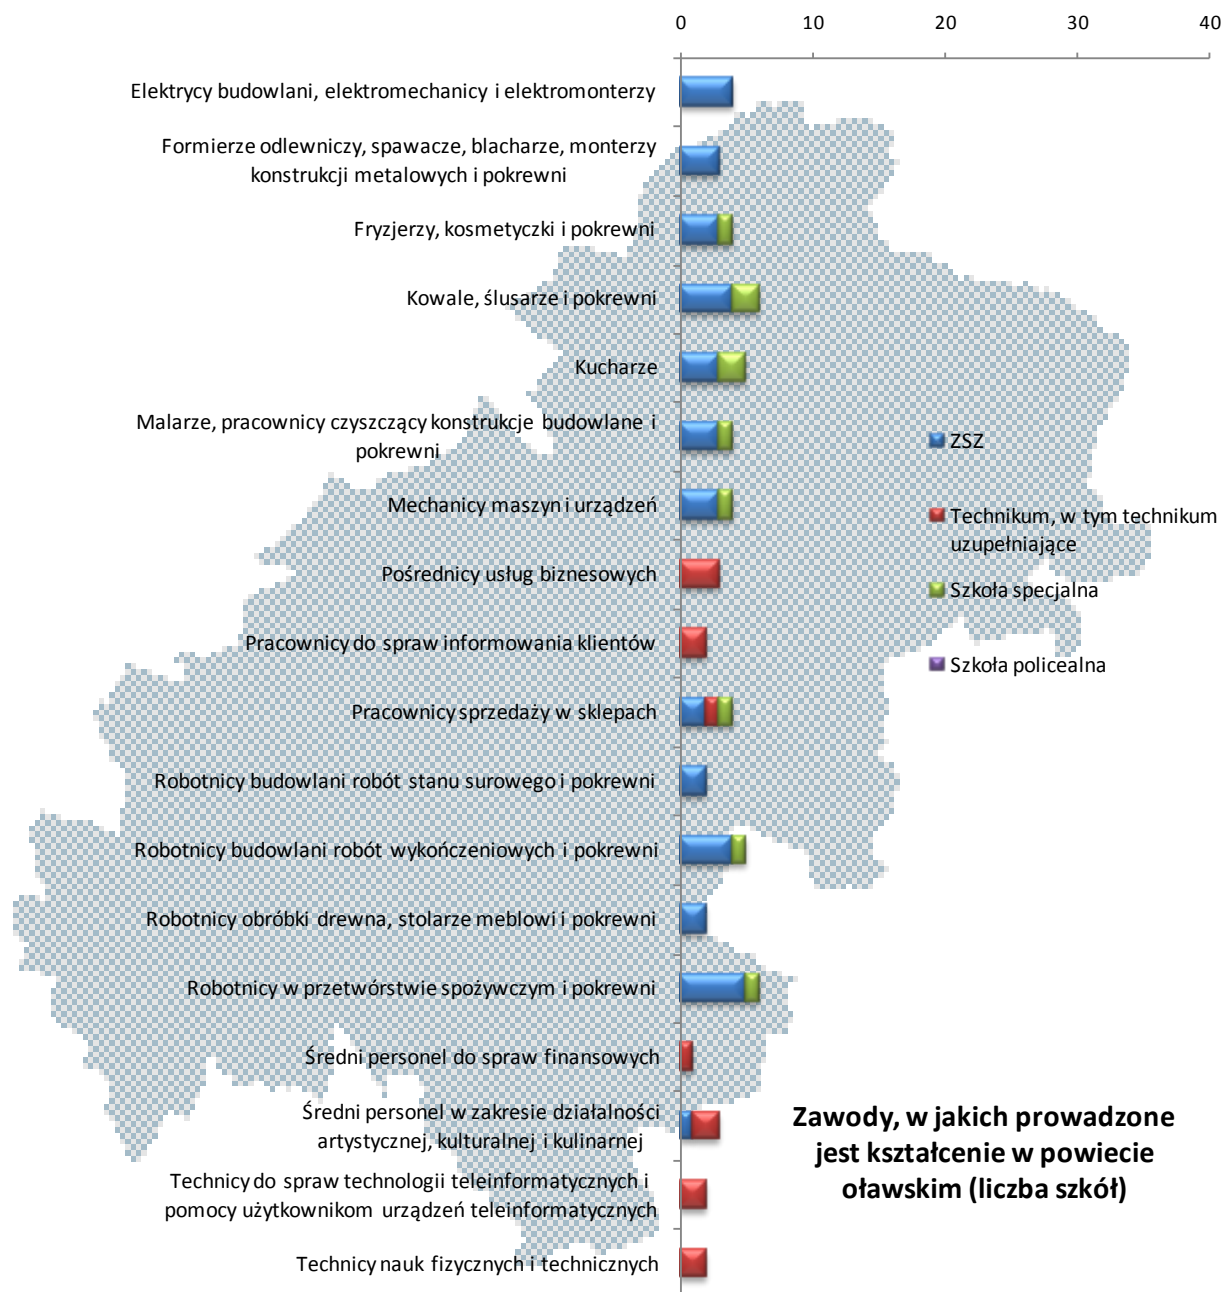 0 10 20 30 40
Elektrycy budowlani, elektromechanicy i elektromonterzy
Formierze odlewniczy, spawacze, blacharze, monterzy
konstrukcji metalowych i pokrewni
Fryzjerzy, kosmetyczki i pokrewni
Kowale, ślusarze i pokrewni
Kucharze
Malarze, pracownicy czyszczący konstrukcje budowlane i
pokrewni
Mechanicy maszyn i urządzeń
Pośrednicy usług biznesowych
Pracownicy do spraw informowania klientów
Pracownicy sprzedaży w sklepach
Robotnicy budowlani robót stanu surowego i pokrewni
Robotnicy budowlani robót wykończeniowych i pokrewni
Robotnicy obróbki drewna, stolarze meblowi i pokrewni
Robotnicy w przetwórstwie spożywczym i pokrewni
Średni personel do spraw finansowych
Średni personel w zakresie działalności
artystycznej, kulturalnej i kulinarnej
Technicy do spraw technologii teleinformatycznych i
pomocy użytkownikom urządzeń teleinformatycznych
Technicy nauk fizycznych i technicznych
ZSZ
Technikum, w tym technikum
uzupełniające
Szkoła specjalna
Szkoła policealna
Zawody, w jakich prowadzone
jest kształcenie w powiecie
oławskim (liczba szkół)